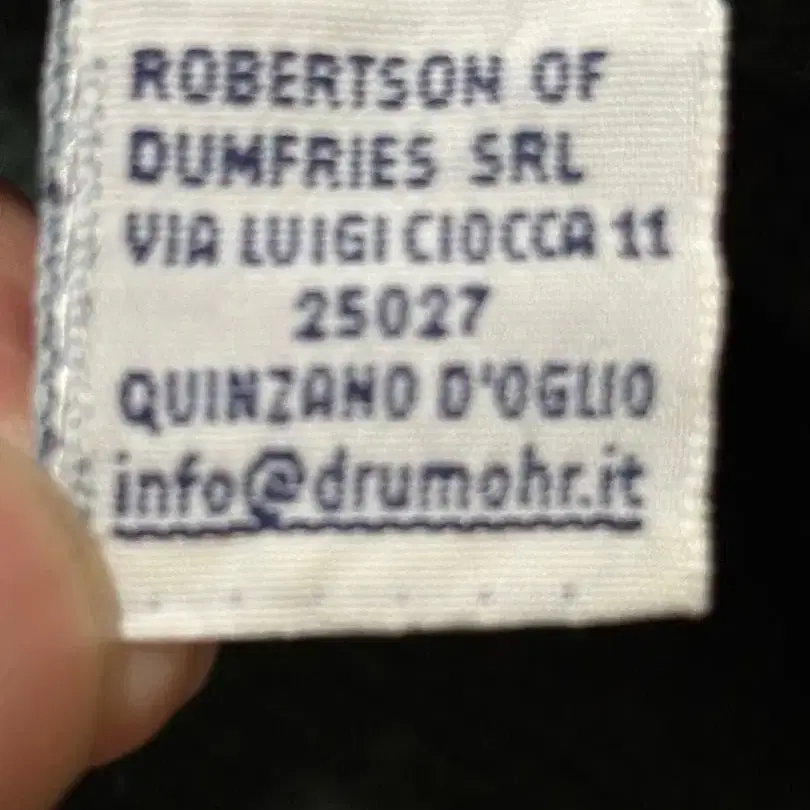 ROBERTSON OF
DUMFRIES SRL
VIA LUIGI CIOCCA 11
25027
QUINZANO D'OGLIO
info@drumohr.it